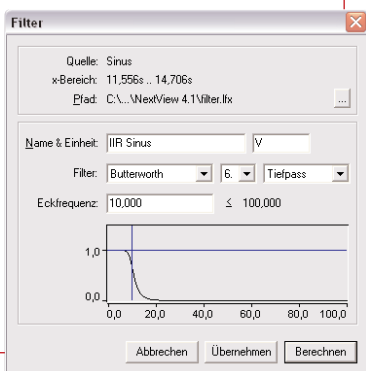 Filter
Quelle: Sinus
x-Bereich: 11,556s .. 14,706s
Pfad: C:\...\NextView 4.1\filter.lfx
...
Name & Einheit: IIR Sinus V
Filter: Butterworth 6. Tiefpass
Eckfrequenz: 10,000 ≤ 100,000
1,0
0,0
0,0 20,0 40,0 60,0 80,0 100,0
Abbrechen Übernehmen Berechnen